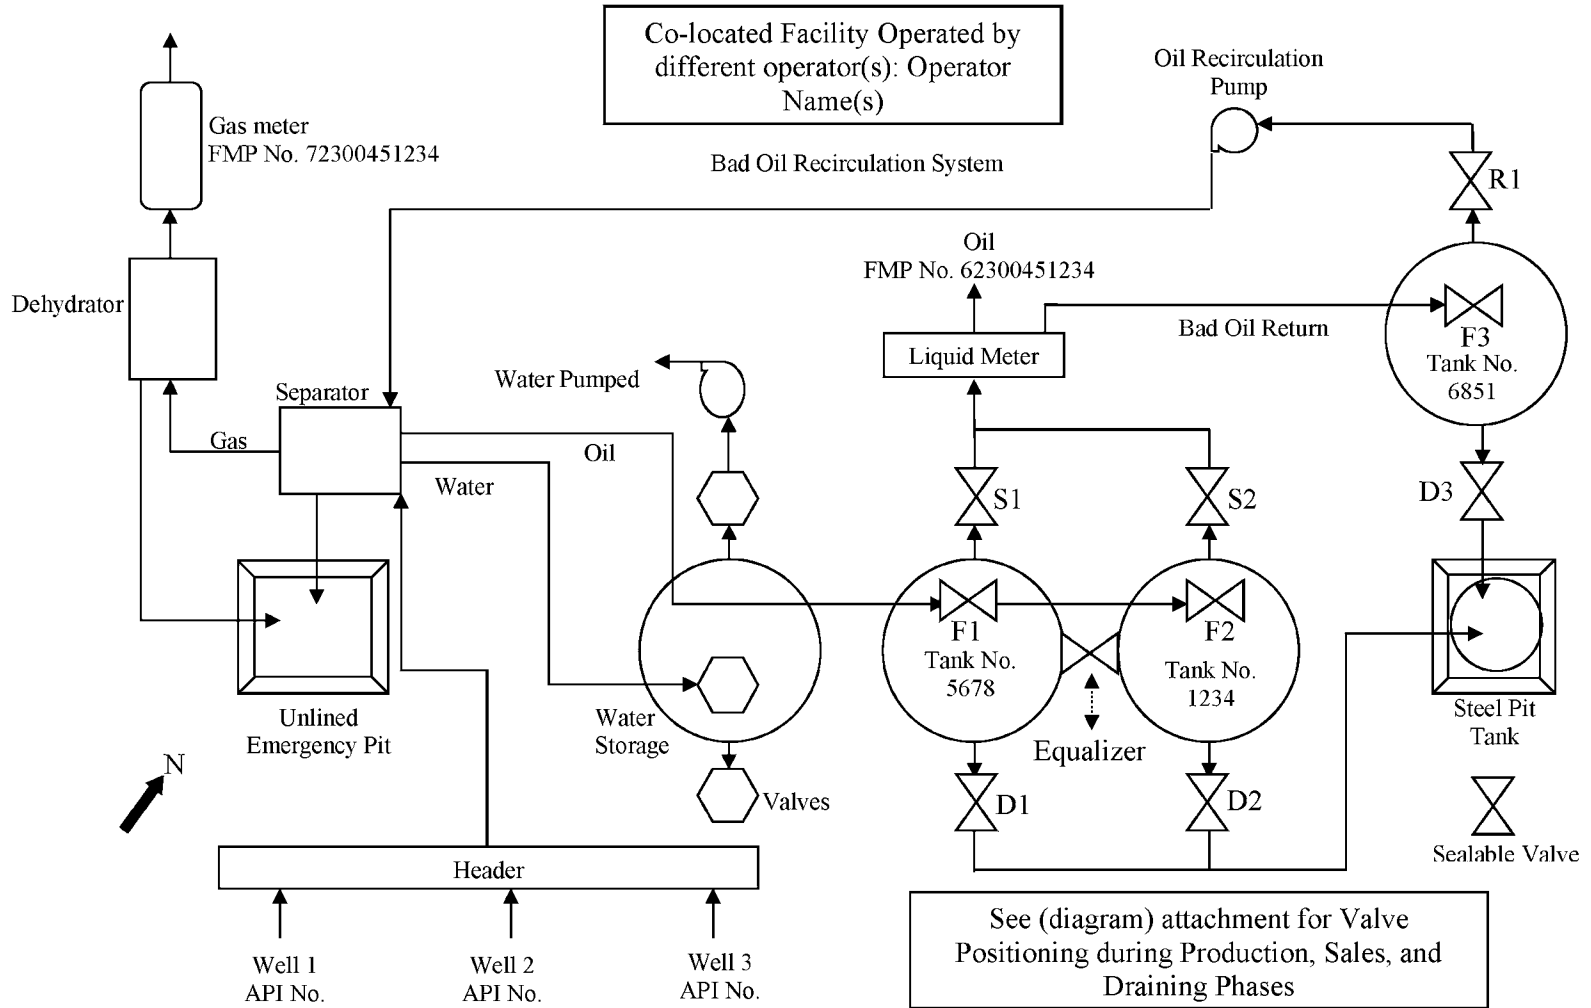 Co-located Facility Operated by
different operator(s): Operator
Name(s)
Oil Recirculation
Pump
Gas meter
FMP No. 72300451234
Bad Oil Recirculation System
R1
Oil
FMP No. 62300451234
Dehydrator
Bad Oil Return
F3
Tank No.
6851
Liquid Meter
Water Pumped
Separator
Gas
Oil
Water
S1
S2
D3
F1
Tank No.
5678
F2
Tank No.
1234
Unlined
Emergency Pit
Water
Storage
Steel Pit
Tank
Equalizer
N
Valves
D1
D2
Sealable Valve
Header
See (diagram) attachment for Valve
Positioning during Production, Sales, and
Draining Phases
Well 1
API No.
Well 2
API No.
Well 3
API No.